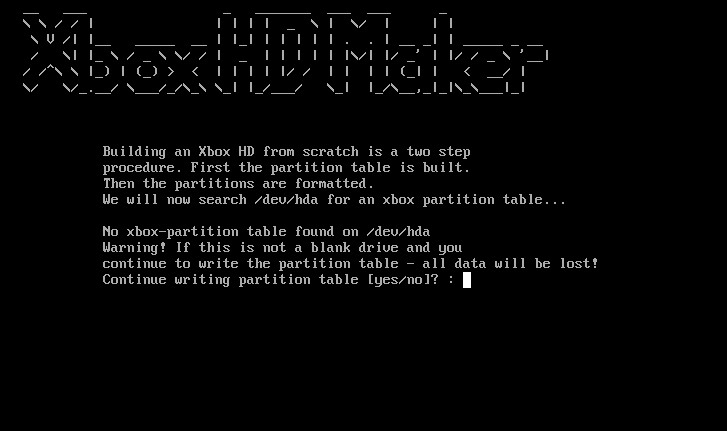 XboxHDMaker
Building an Xbox HD from scratch is a two step
procedure. First the partition table is built.
Then the partitions are formatted.
We will now search /dev/hda for an xbox partition table...
No xbox-partition table found on /dev/hda
Warning! If this is not a blank drive and you
continue to write the partition table - all data will be lost!
Continue writing partition table [yes/no]? :